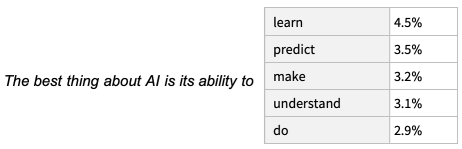 learn 4.5%
predict 3.5%
make 3.2%
The best thing about AI is its ability to
understand 3.1%
do 2.9%